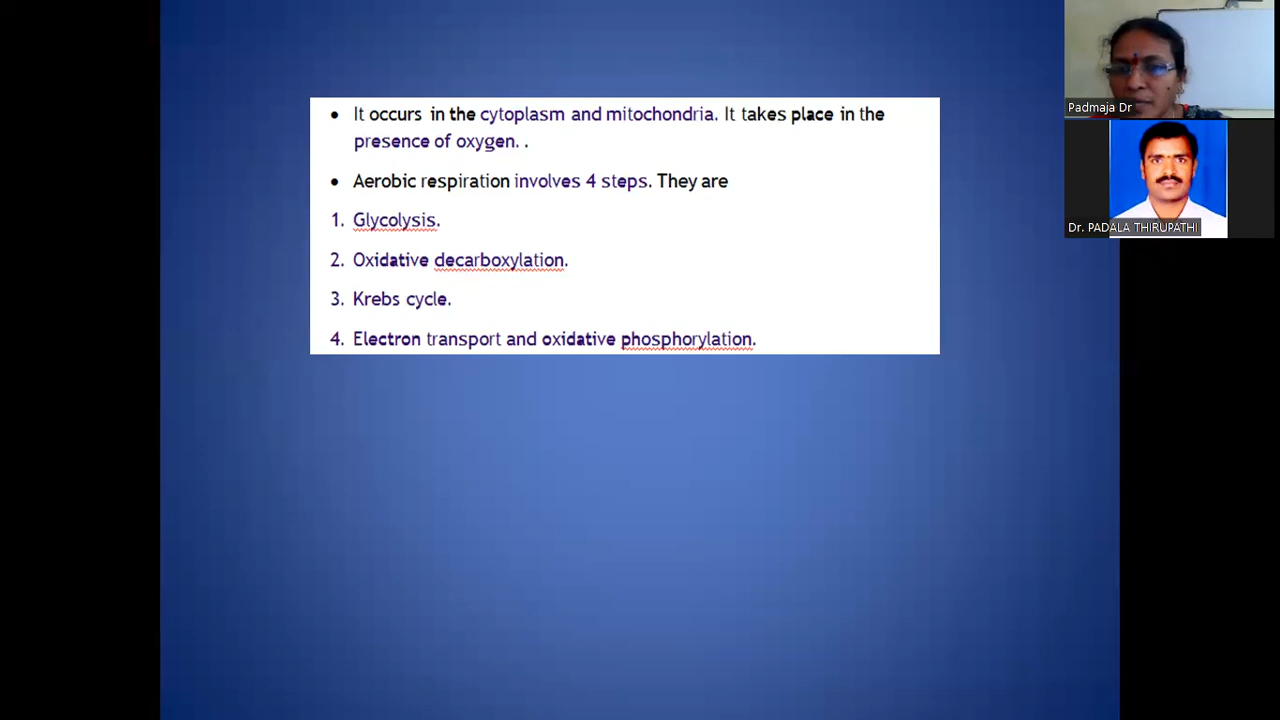 • It occurs in the cytoplasm and mitochondria. It takes place in the
presence of oxygen. .
• Aerobic respiration involves 4 steps. They are
1. Glycolysis.
2. Oxidative decarboxylation.
3. Krebs cycle.
4. Electron transport and oxidative phosphorylation.
Padmaja Dr
Dr. PADALA THIRUPATHI